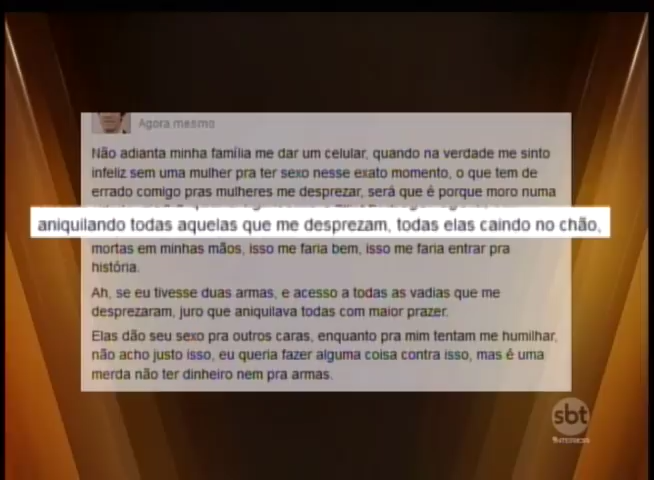 Agora mesmo
Não adianta minha família me dar um celular, quando na verdade me sinto
infeliz sem uma mulher pra ter sexo nesse exato momento, o que tem de
errado comigo pras mulheres me desprezar, será que é porque moro numa
aniquilando todas aquelas que me desprezam, todas elas caindo no chão,
mortas em minhas mãos, isso me faria bem, isso me faria entrar pra
história.
Ah, se eu tivesse duas armas, e acesso a todas as vadias que me
desprezaram, juro que aniquilava todas com maior prazer.
Elas dão seu sexo pra outros caras, enquanto pra mim tentam me humilhar,
não acho justo isso, eu queria fazer alguma coisa contra isso, mas é uma
merda não ter dinheiro nem pra armas.
sbt